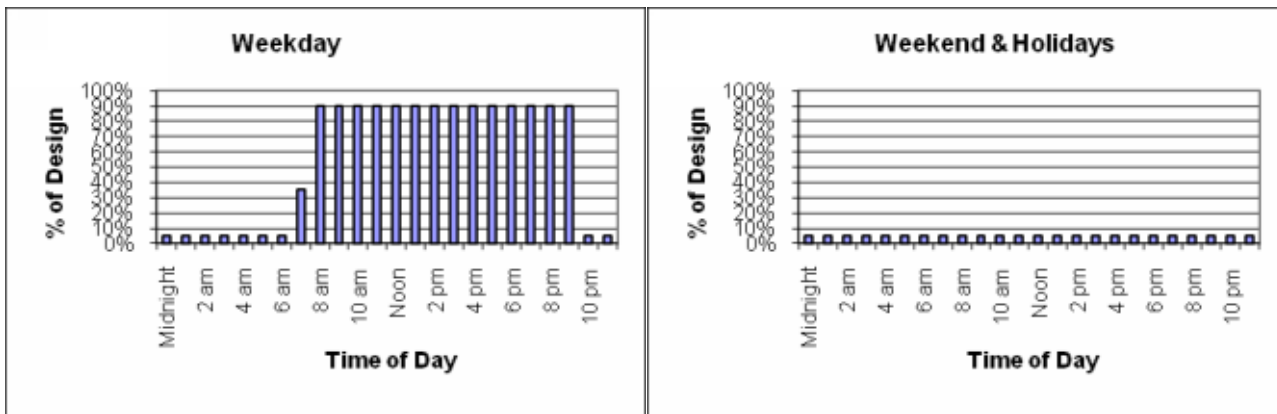 Weekday
100%
90%
80%
70%
60%
50%
40%
30%
20%
10%
0%
% of Design
Midnight
2 am
4 am
6 am
8 am
10 am
Noon
2 pm
4 pm
6 pm
8 pm
10 pm
Time of Day
Weekend & Holidays
100%
90%
80%
70%
60%
50%
40%
30%
20%
10%
0%
% of Design
Midnight
2 am
4 am
6 am
8 am
10 am
Noon
2 pm
4 pm
6 pm
8 pm
10 pm
Time of Day